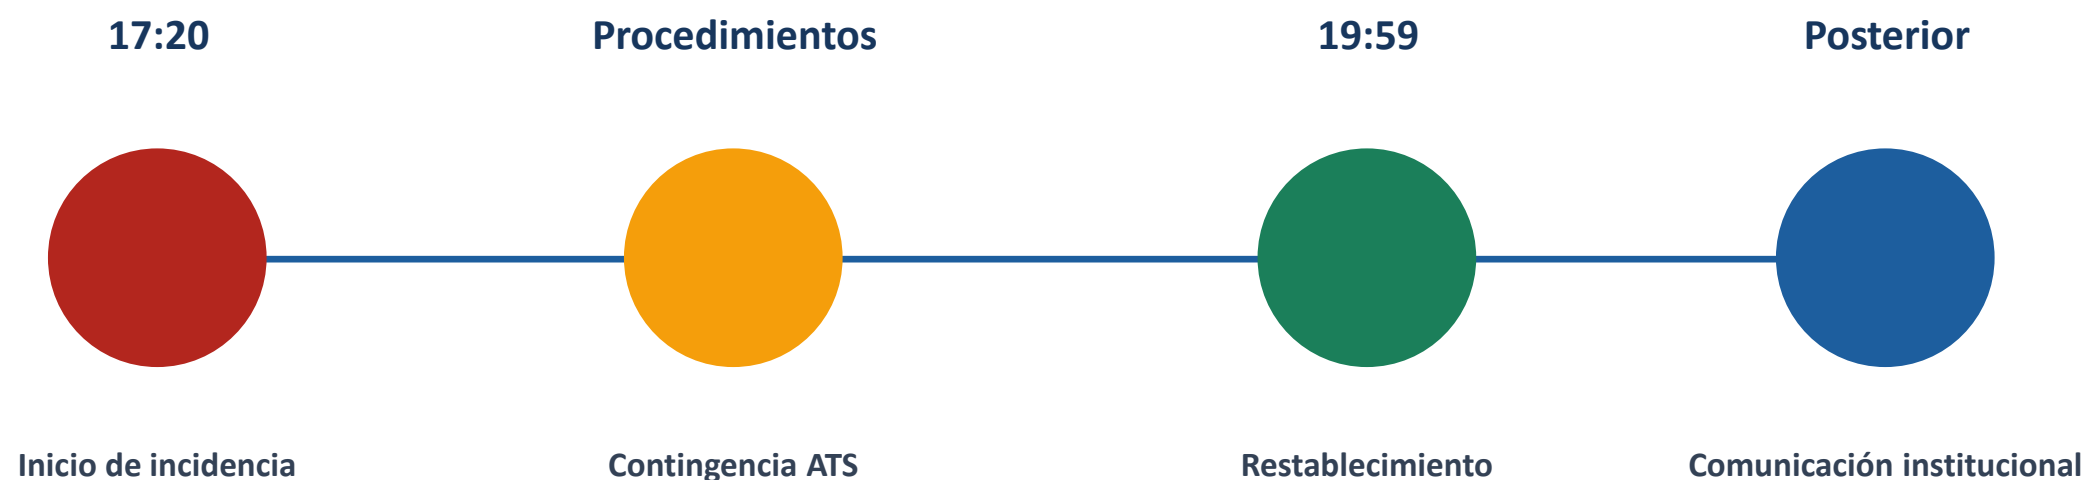 17:20
Procedimientos
19:59
Posterior
Inicio de incidencia
Contingencia ATS
Restablecimiento
Comunicación institucional